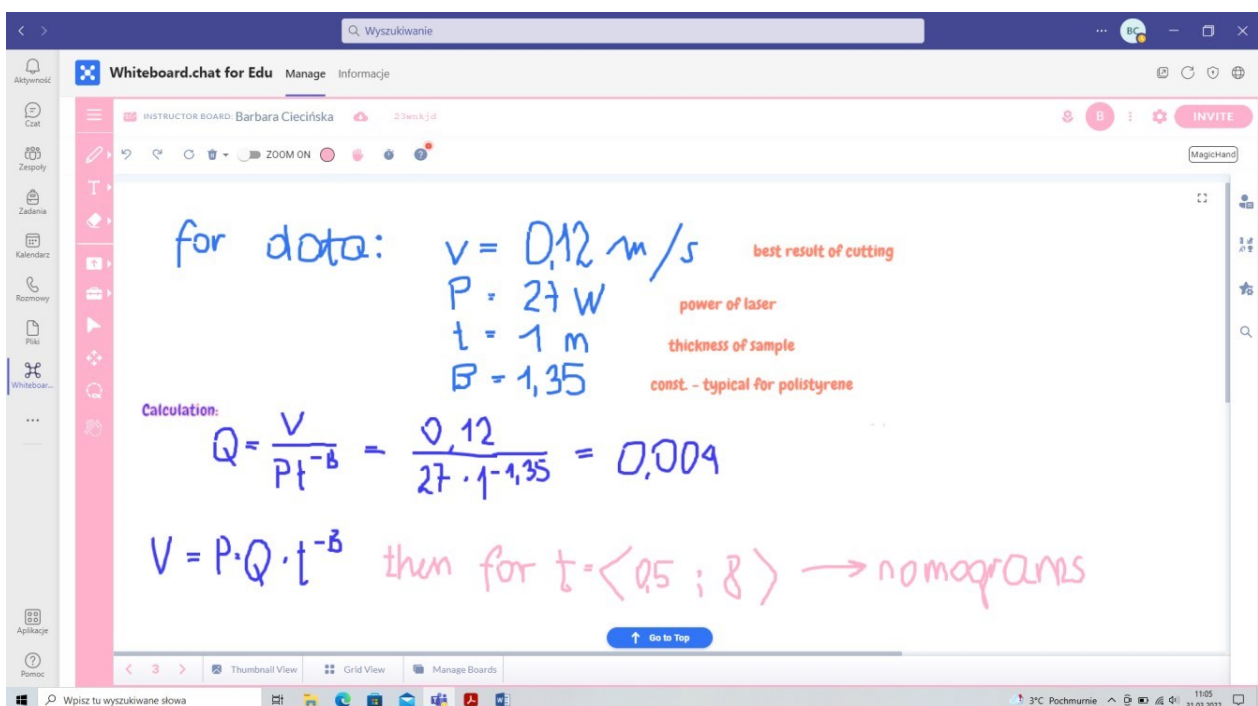 Wyszukiwanie
BC
Aktywność
Whiteboard.chat for Edu Manage Informacje
Czat
INSTRUCTOR BOARD: Barbara Ciecińska
B
INVITE
Zespoły
ZOOM ON
MagicHand
Zadania
Kalendarz
Rozmowy
Pliki
Whiteboar...
for data: v = 0,12 m/s best result of cutting
P = 27 W power of laser
t = 1 m thickness of sample
B = 1,35 const. - typical for polistyrene
Calculation:
Q = V / Pt^-B = 0,12 / 27 · 1^-1,35 = 0,004
V = P·Q·t^-B then for t = <0,5 ; 8> → nomograms
Go to Top
Aplikacje
Pomoc
3 Thumbnail View Grid View Manage Boards
Wpisz tu wyszukiwane słowa
3°C Pochmurnie 11:05